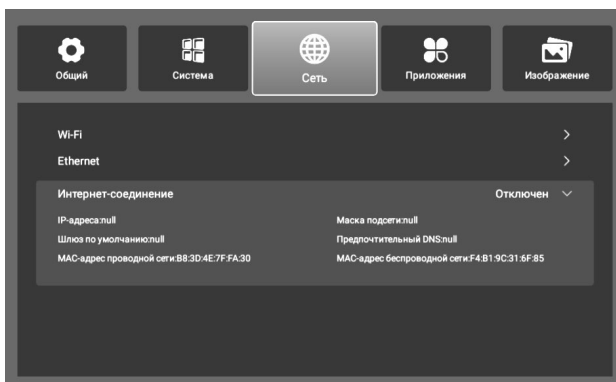 Общий
Система
Сеть
Приложения
Изображение
Wi-Fi
Ethernet
Интернет-соединение Отключен
IP-адреса:null Маска подсети:null
Шлюз по умолчанию:null Предпочтительный DNS:null
MAC-адрес проводной сети:B8:3D:4E:7F:FA:30 MAC-адрес беспроводной сети:F4:B1:9C:31:6F:85